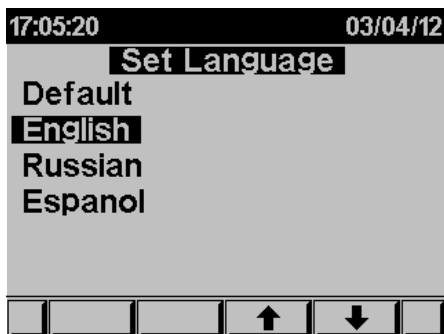 17:05:20 03/04/12
Set Language
Default
English
Russian
Espanol